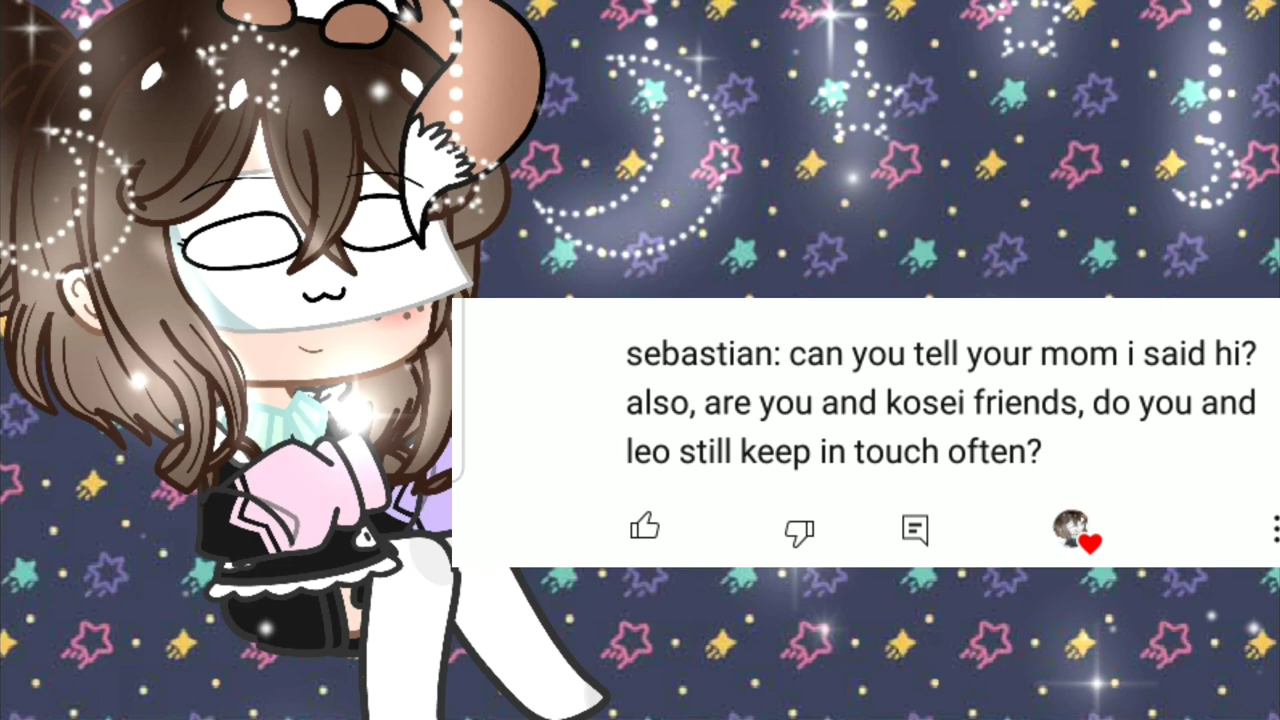 sebastian: can you tell your mom i said hi?
also, are you and kosei friends, do you and
leo still keep in touch often?